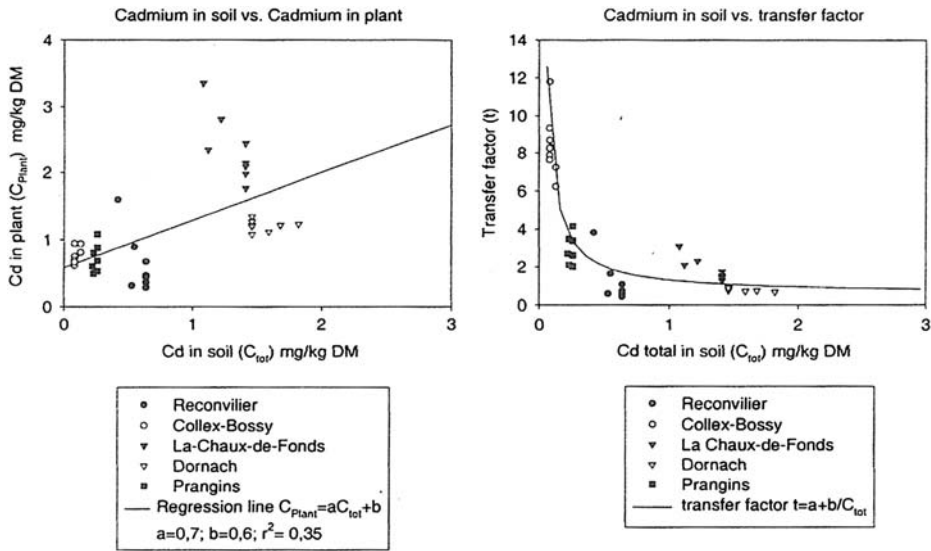 Cadmium in soil vs. Cadmium in plant
4
3
2
1
0
Cd in plant (C_Plant) mg/kg DM
0 1 2 3
Cd in soil (C_tot) mg/kg DM
Reconvilier
Collex-Bossy
La-Chaux-de-Fonds
Dornach
Prangins
Regression line C_Plant=aC_tot+b
a=0,7; b=0,6; r²= 0,35
Cadmium in soil vs. transfer factor
14
12
10
8
6
4
2
0
Transfer factor (t)
0 1 2 3
Cd total in soil (C_tot) mg/kg DM
Reconvilier
Collex-Bossy
La Chaux-de-Fonds
Dornach
Prangins
transfer factor t=a+b/C_tot